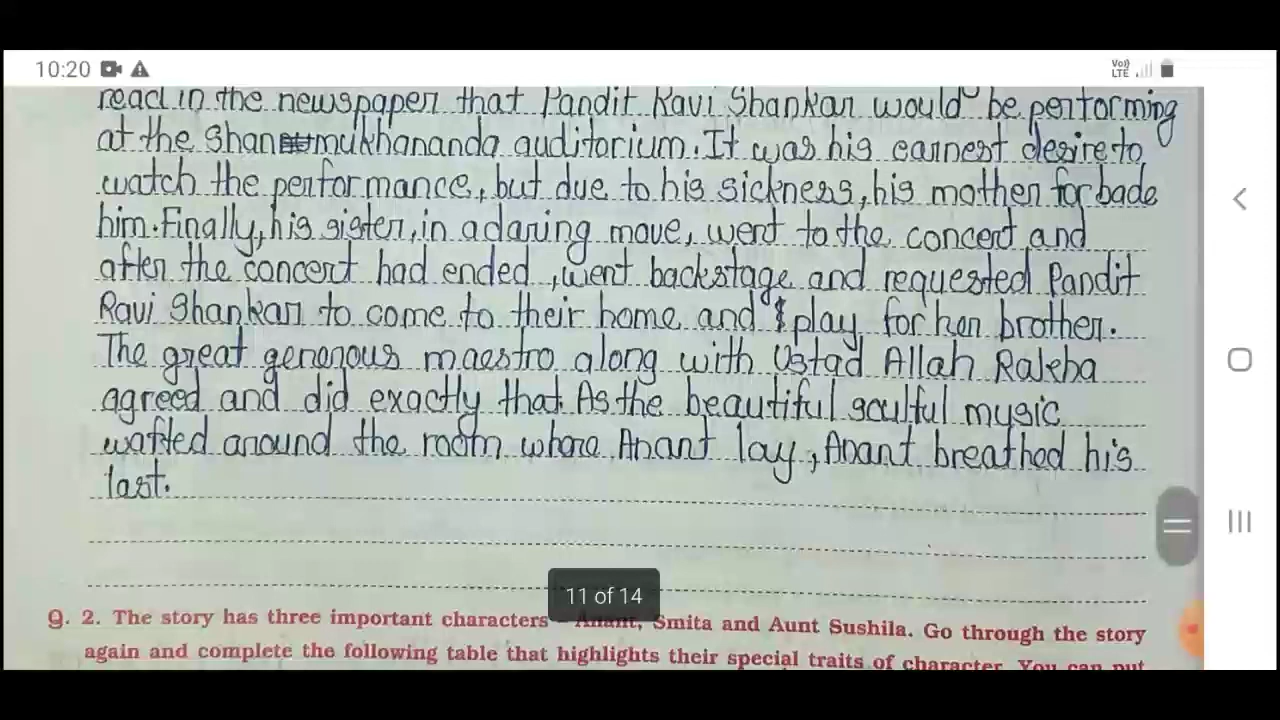 10:20
Vo)) LTE
read in the newspaper that Pandit Ravi Shankar would be performing
at the Shanmukhananda auditorium. It was his earnest desire to
watch the performance, but due to his sickness, his mother forbade
him. Finally, his sister, in a daring move, went to the concert and
after the concert had ended, went backstage and requested Pandit
Ravi Shankar to come to their home and play for her brother.
The great generous maestro along with Ustad Allah Rakha
agreed and did exactly that. As the beautiful soulful music
wafted around the room where Anant lay, Anant breathed his
last.
11 of 14
Q. 2. The story has three important characters Anant, Smita and Aunt Sushila. Go through the story
again and complete the following table that highlights their special traits of character. You can put